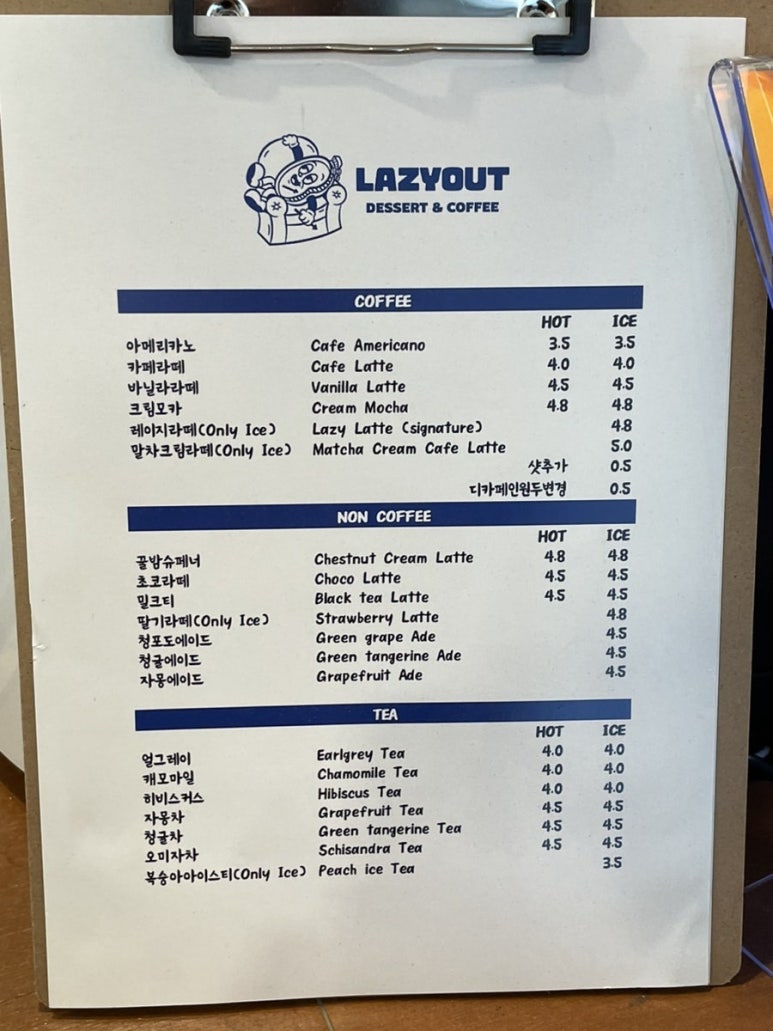 LAZYOUT
DESSERT & COFFEE
COFFEE
HOT ICE
아메리카노 Cafe Americano 3.5 3.5
카페라떼 Cafe Latte 4.0 4.0
바닐라라떼 Vanilla Latte 4.5 4.5
크림모카 Cream Mocha 4.8 4.8
레이지라떼(Only Ice) Lazy Latte (signature) 4.8
말차크림라떼(Only Ice) Matcha Cream Cafe Latte 5.0
샷추가 0.5
디카페인원두변경 0.5
NON COFFEE
HOT ICE
꿀밤슈페너 Chestnut Cream Latte 4.8 4.8
초코라떼 Choco Latte 4.5 4.5
밀크티 Black tea Latte 4.5 4.5
딸기라떼(Only Ice) Strawberry Latte 4.8
청포도에이드 Green grape Ade 4.5
청귤에이드 Green tangerine Ade 4.5
자몽에이드 Grapefruit Ade 4.5
TEA
HOT ICE
얼그레이 Earlgrey Tea 4.0 4.0
캐모마일 Chamomile Tea 4.0 4.0
히비스커스 Hibiscus Tea 4.0 4.0
자몽차 Grapefruit Tea 4.5 4.5
청귤차 Green tangerine Tea 4.5 4.5
오미자차 Schisandra Tea 4.5 4.5
복숭아아이스티(Only Ice) Peach ice Tea 3.5